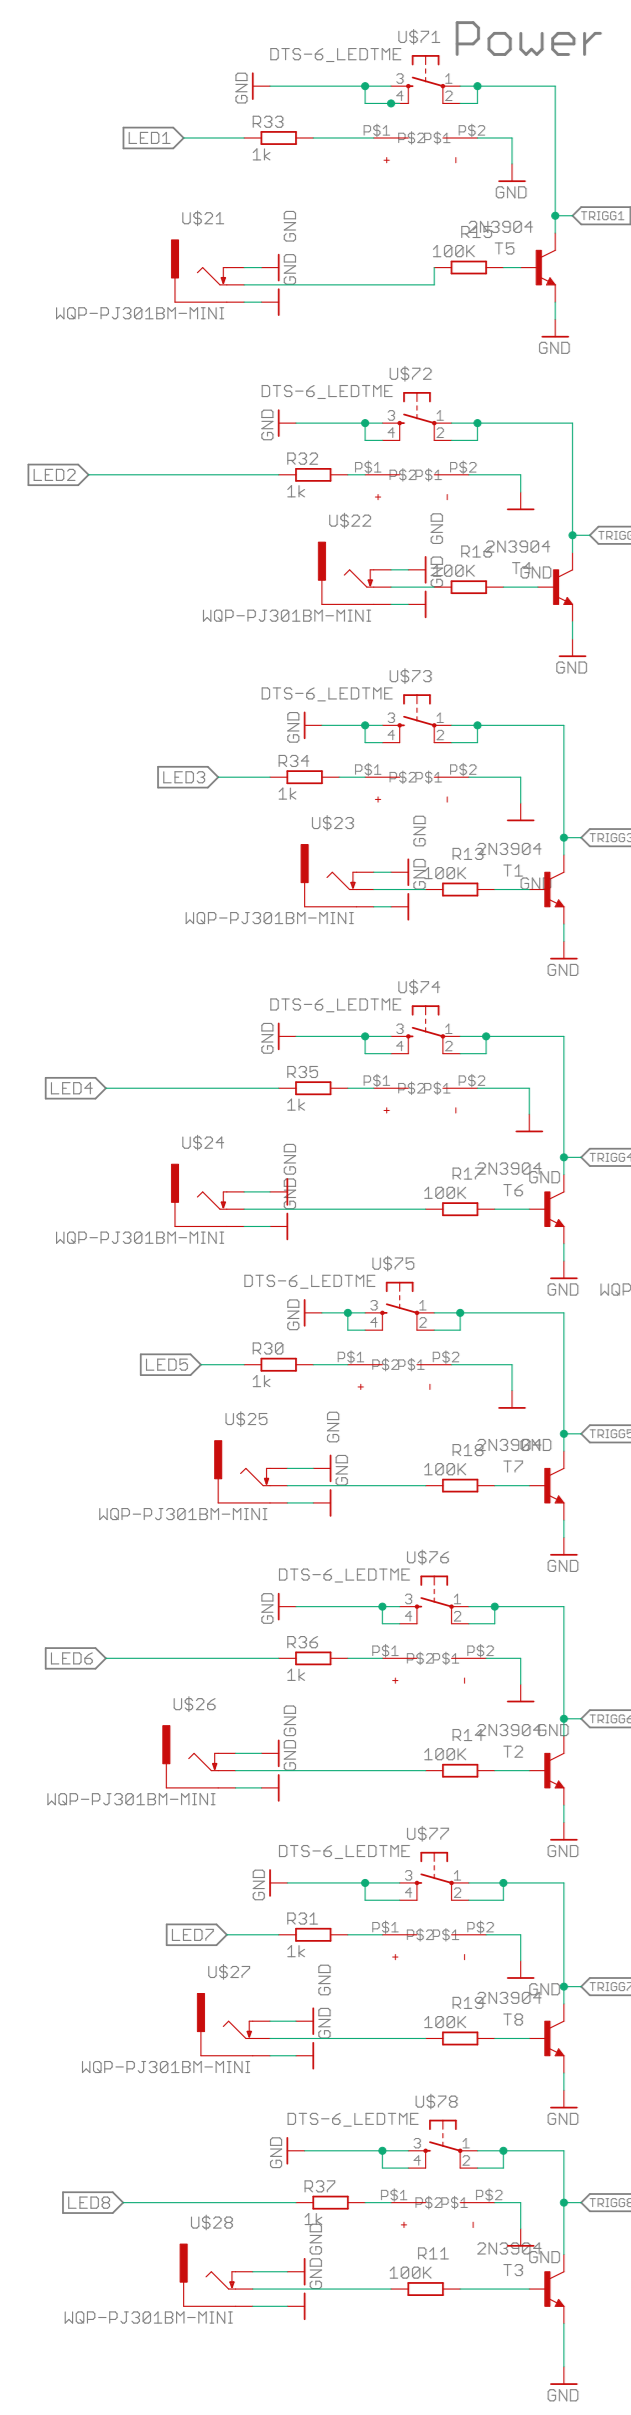 Power
U$71
DTS-6_LEDTME
GND
3 1
4 2
LED1
R33
1k
P$1 P$2 P$1 P$2
+ -
GND
U$21
GND
GND
2N3904
TRIGG1
R15
100K
T5
WQP-PJ301BM-MINI
GND
U$72
DTS-6_LEDTME
GND
3 1
4 2
LED2
R32
1k
P$1 P$2 P$1 P$2
+ -
U$22
GND
GND
R16
2N3904
TRIGG
100K
T4
GND
WQP-PJ301BM-MINI
GND
U$73
DTS-6_LEDTME
GND
3 1
4 2
LED3
R34
1k
P$1 P$2 P$1 P$2
+ -
U$23
GND
GND
TRIGG3
R13
2N3904
100K
T1
GND
WQP-PJ301BM-MINI
GND
U$74
DTS-6_LEDTME
GND
3 1
4 2
LED4
R35
1k
P$1 P$2 P$1 P$2
+ -
U$24
GND
GND
TRIGG4
R17
2N3904
GND
100K
T6
WQP-PJ301BM-MINI
GND
WQP
U$75
DTS-6_LEDTME
GND
3 1
4 2
LED5
R30
1k
P$1 P$2 P$1 P$2
+ -
U$25
GND
GND
TRIGG5
R18
2N3904
GND
100K
T7
WQP-PJ301BM-MINI
GND
U$76
DTS-6_LEDTME
GND
3 1
4 2
LED6
R36
1k
P$1 P$2 P$1 P$2
+ -
U$26
GND
GND
TRIGG6
R14
2N3904
GND
100K
T2
WQP-PJ301BM-MINI
GND
U$77
DTS-6_LEDTME
GND
3 1
4 2
LED7
R31
1k
P$1 P$2 P$1 P$2
+ -
U$27
GND
GND
GND
TRIGG7
R19
2N3904
100K
T8
WQP-PJ301BM-MINI
GND
U$78
DTS-6_LEDTME
GND
3 1
4 2
LED8
R37
1k
P$1 P$2 P$1 P$2
+ -
TRIGG8
U$28
GND
GND
R11
2N3904
GND
100K
T3
WQP-PJ301BM-MINI
GND